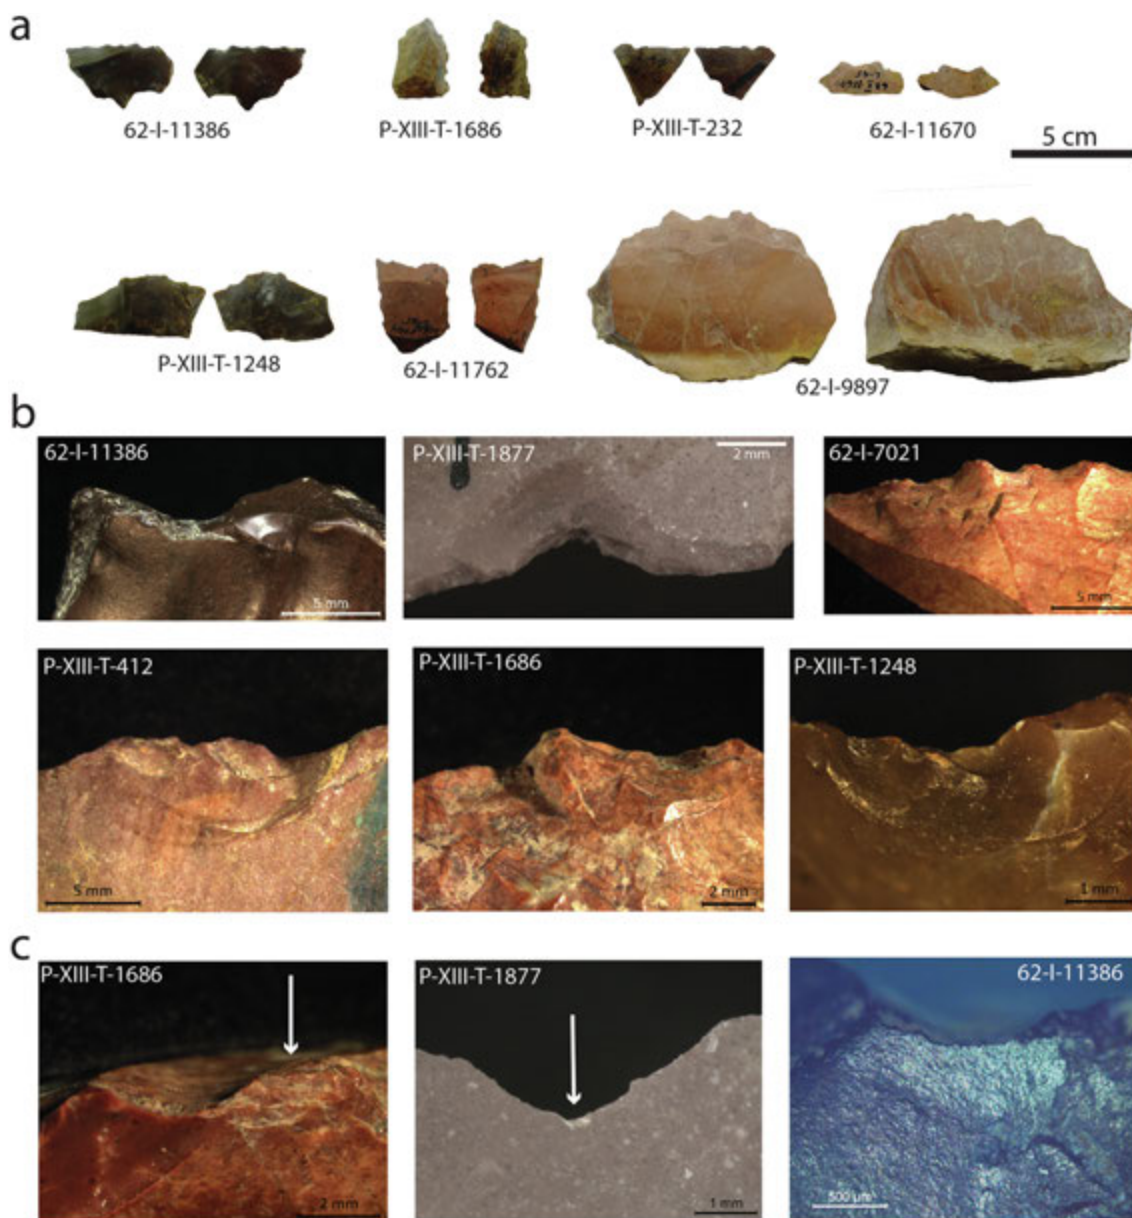 a
62-I-11386
P-XIII-T-1686
P-XIII-T-232
62-I-11670
5 cm
P-XIII-T-1248
62-I-11762
62-I-9897
b
62-I-11386
P-XIII-T-1877
62-I-7021
2 mm
5 mm
5 mm
P-XIII-T-412
P-XIII-T-1686
P-XIII-T-1248
5 mm
2 mm
1 mm
c
P-XIII-T-1686
P-XIII-T-1877
62-I-11386
2 mm
1 mm
500 µm